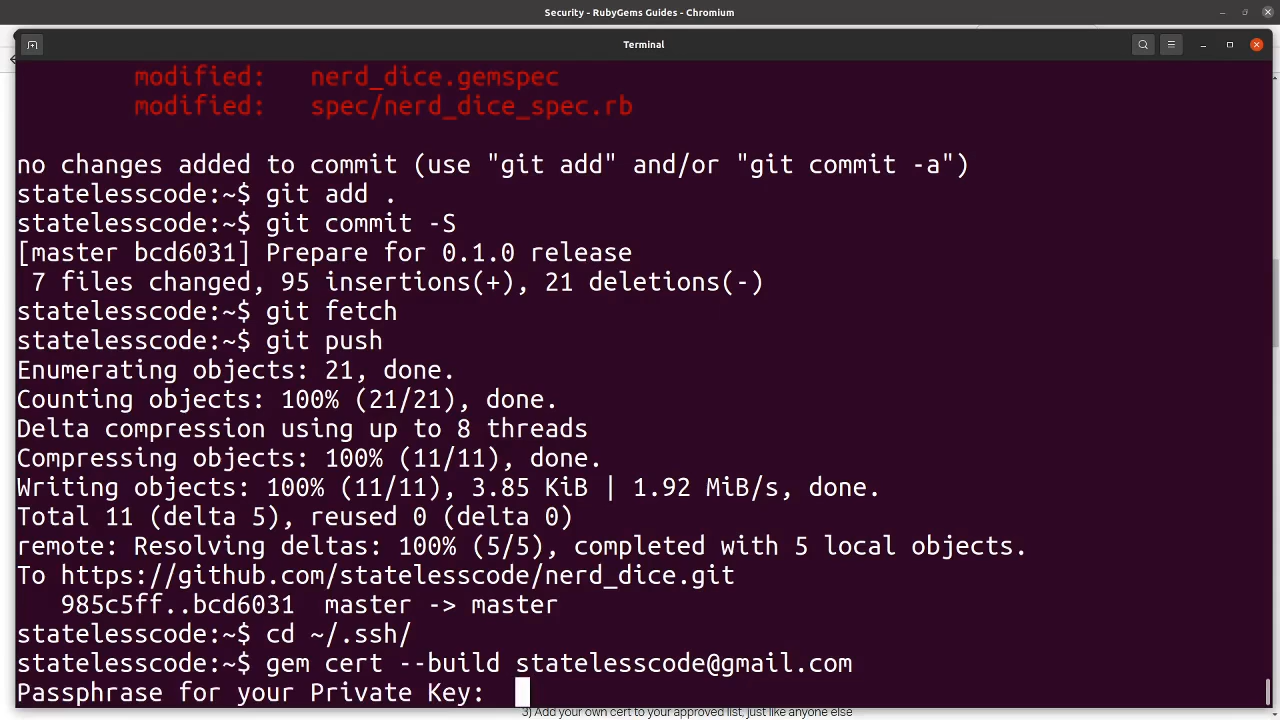 Security - RubyGems Guides - Chromium
Terminal
modified:   nerd_dice.gemspec
modified:   spec/nerd_dice_spec.rb
no changes added to commit (use "git add" and/or "git commit -a")
statelesscode:~$ git add .
statelesscode:~$ git commit -S
[master bcd6031] Prepare for 0.1.0 release
 7 files changed, 95 insertions(+), 21 deletions(-)
statelesscode:~$ git fetch
statelesscode:~$ git push
Enumerating objects: 21, done.
Counting objects: 100% (21/21), done.
Delta compression using up to 8 threads
Compressing objects: 100% (11/11), done.
Writing objects: 100% (11/11), 3.85 KiB | 1.92 MiB/s, done.
Total 11 (delta 5), reused 0 (delta 0)
remote: Resolving deltas: 100% (5/5), completed with 5 local objects.
To https://github.com/statelesscode/nerd_dice.git
   985c5ff..bcd6031  master -> master
statelesscode:~$ cd ~/.ssh/
statelesscode:~$ gem cert --build statelesscode@gmail.com
Passphrase for your Private Key:
3) Add your own cert to your approved list, just like anyone else